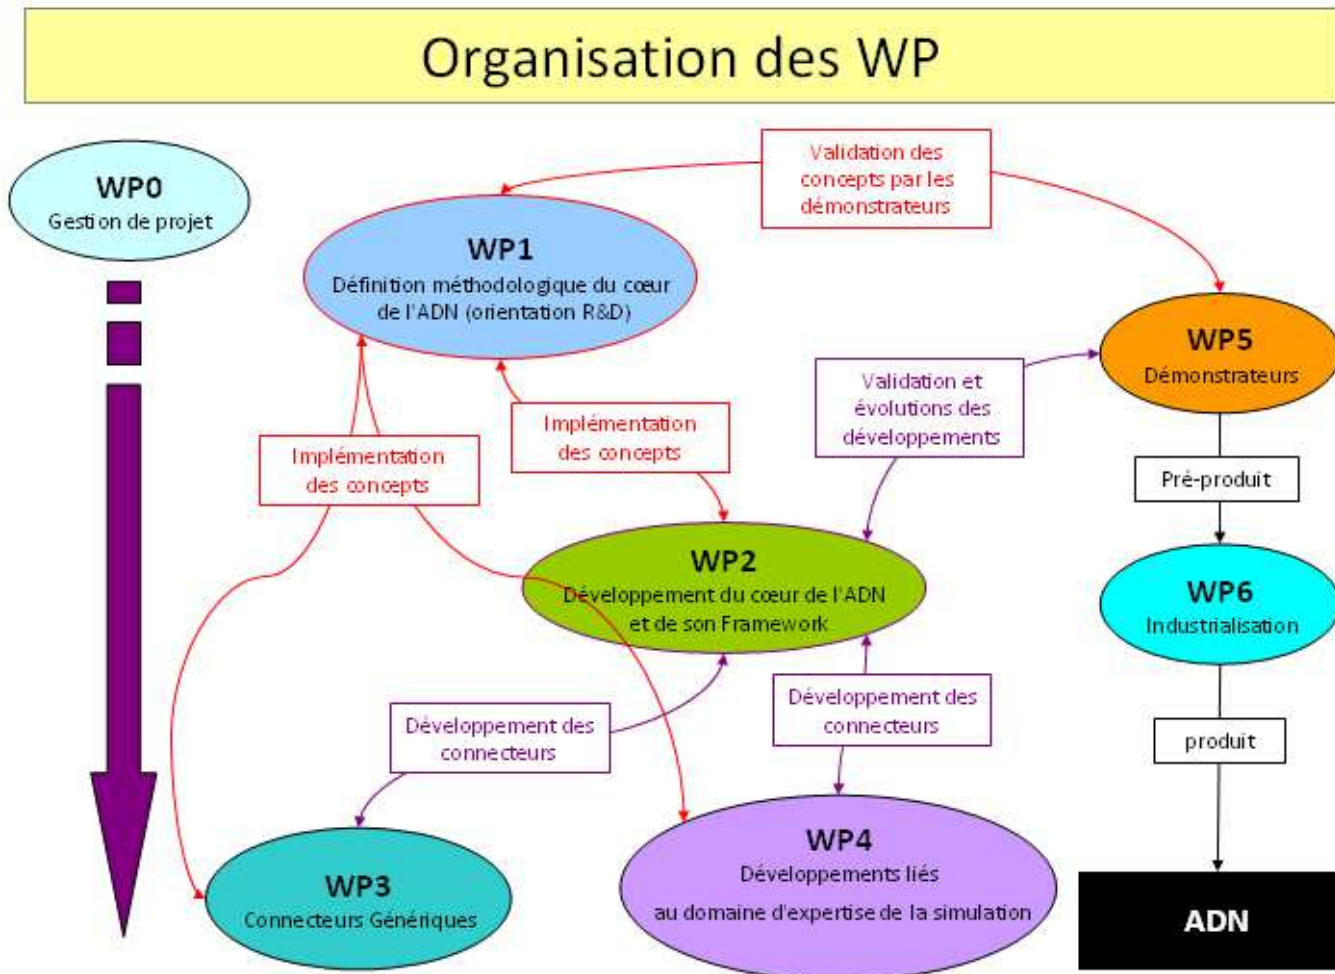 Organisation des WP
WP0
Gestion de projet
Validation des
concepts par les
démonstrateurs
WP1
Définition méthodologique du cœur
de l'ADN (orientation R&D)
WP5
Démonstrateurs
Validation et
évolutions des
développements
Implémentation
des concepts
Implémentation
des concepts
Pré-produit
WP2
Développement du cœur de l'ADN
et de son Framework
WP6
Industrialisation
Développement des
connecteurs
Développement des
connecteurs
produit
WP3
Connecteurs Génériques
WP4
Développements liés
au domaine d'expertise de la simulation
ADN